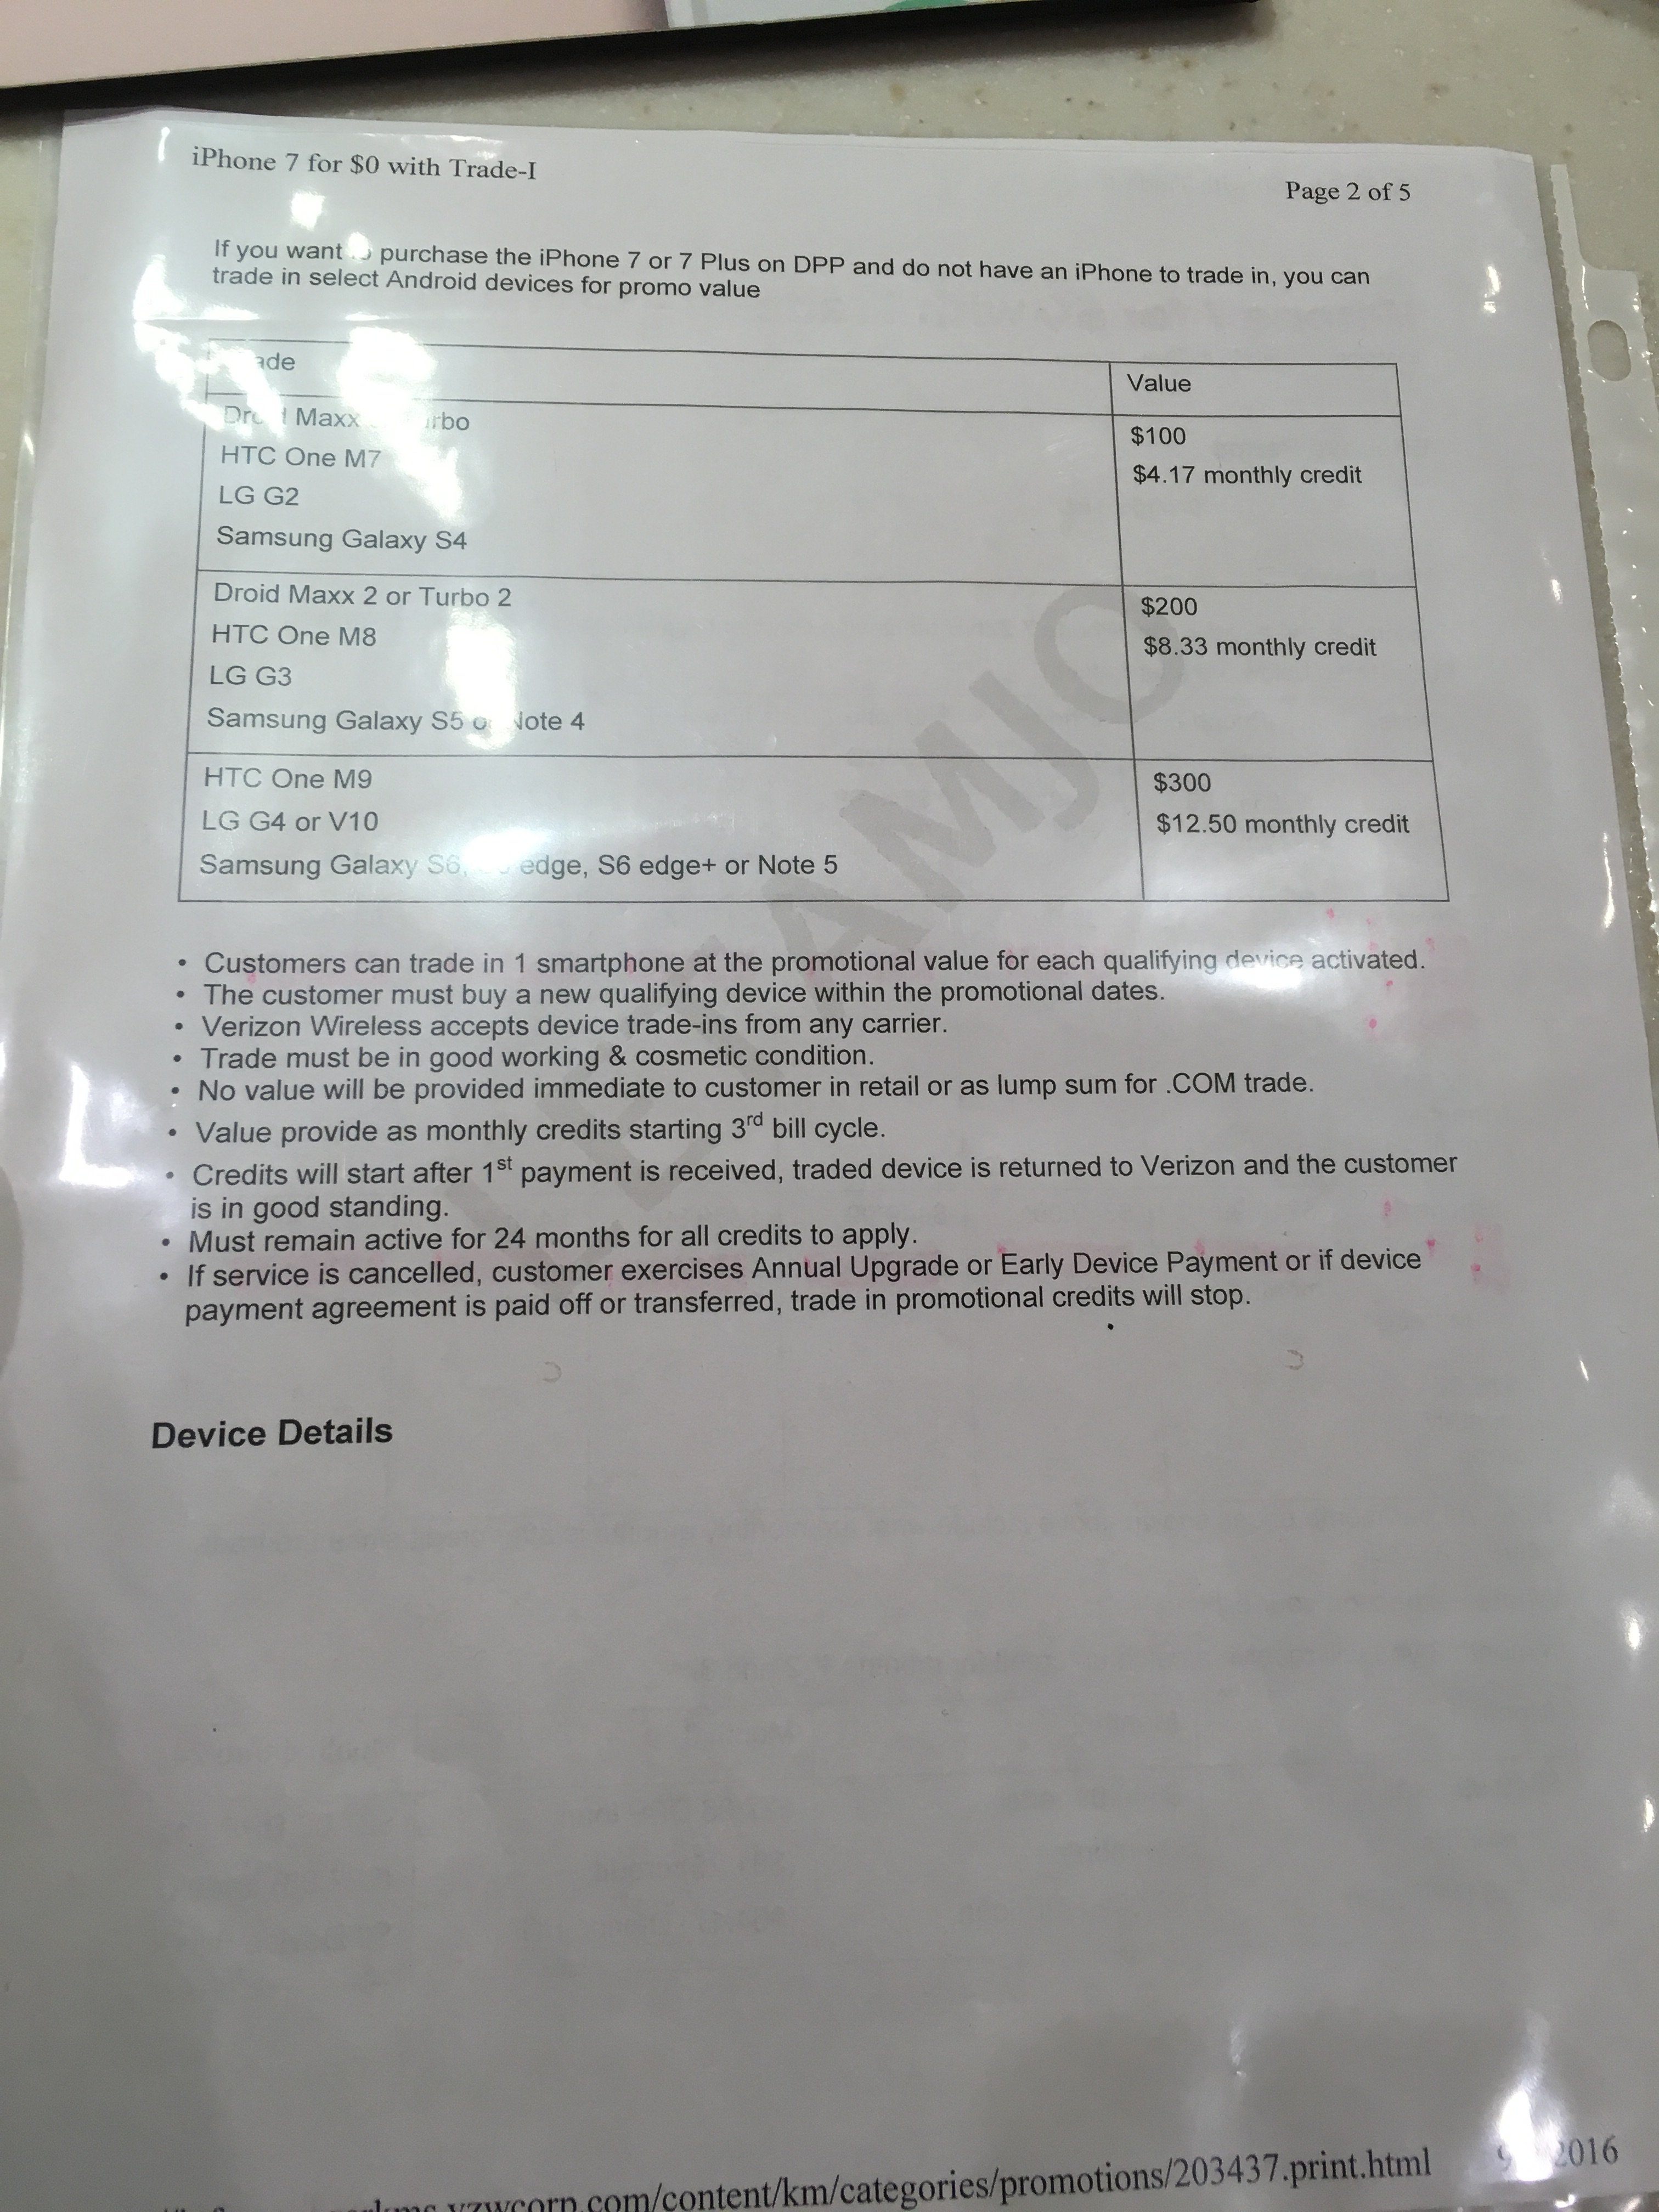 iPhone 7 for $0 with Trade-I
Page 2 of 5
If you want purchase the iPhone 7 or 7 Plus on DPP and do not have an iPhone to trade in, you can
trade in select Android devices for promo value
Value
Maxx
HTC One M7
LG G2
Samsung Galaxy S4
$100
$4.17 monthly credit
Droid Maxx 2 or Turbo 2
HTC One M8
LG G3
Samsung Galaxy S5 Note 4
$200
$8.33 monthly credit
HTC One M9
LG G4 or V10
Samsung Galaxy S6, edge, S6 edge+ or Note 5
$300
$12.50 monthly credit
• Customers can trade in 1 smartphone at the promotional value for each qualifying device activated.
• The customer must buy a new qualifying device within the promotional dates.
• Verizon Wireless accepts device trade-ins from any carrier.
• Trade must be in good working & cosmetic condition.
• No value will be provided immediate to customer in retail or as lump sum for .COM trade.
• Value provide as monthly credits starting 3rd bill cycle.
• Credits will start after 1st payment is received, traded device is returned to Verizon and the customer
is in good standing.
• Must remain active for 24 months for all credits to apply.
• If service is cancelled, customer exercises Annual Upgrade or Early Device Payment or if device
payment agreement is paid off or transferred, trade in promotional credits will stop.
Device Details
vzwcorp.com/content/km/categories/promotions/203437.print.html
2016